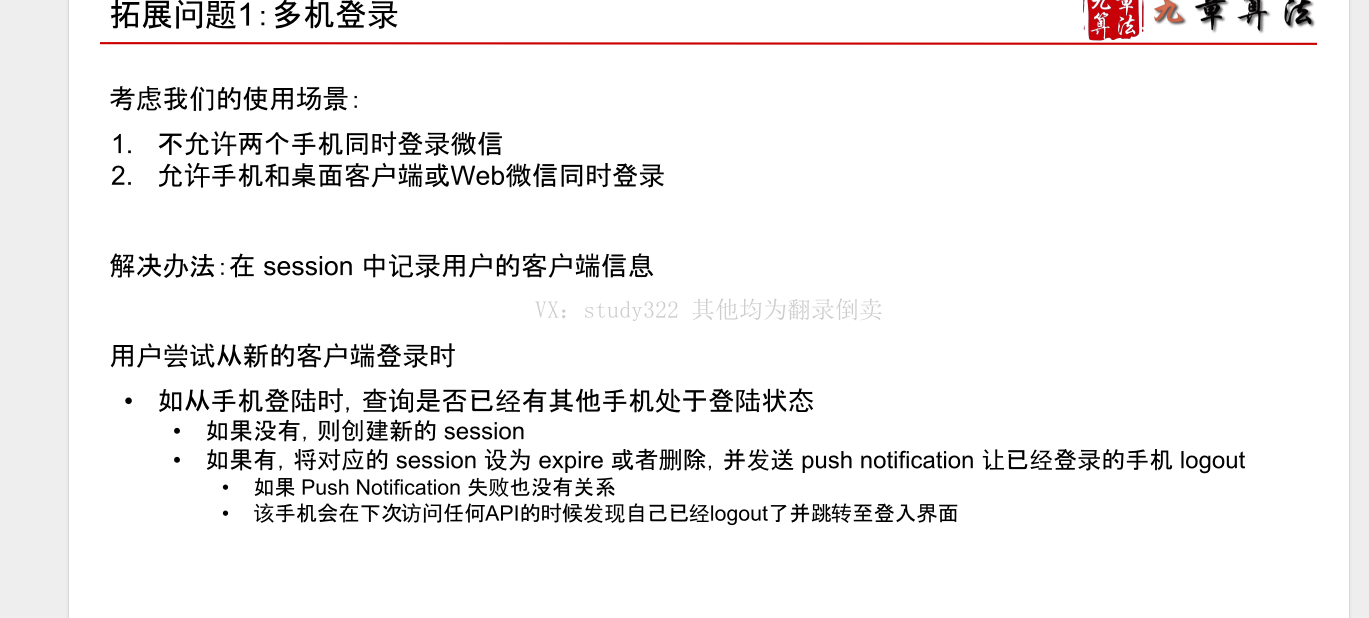 拓展问题1:多机登录
九章算法
九章算法
考虑我们的使用场景:
1. 不允许两个手机同时登录微信
2. 允许手机和桌面客户端或Web微信同时登录
解决办法:在 session 中记录用户的客户端信息
VX: study322 其他均为翻录倒卖
用户尝试从新的客户端登录时
• 如从手机登陆时, 查询是否已经有其他手机处于登陆状态
• 如果没有, 则创建新的 session
• 如果有, 将对应的 session 设为 expire 或者删除, 并发送 push notification 让已经登录的手机 logout
• 如果 Push Notification 失败也没有关系
• 该手机会在下次访问任何API的时候发现自己已经logout了并跳转至登入界面